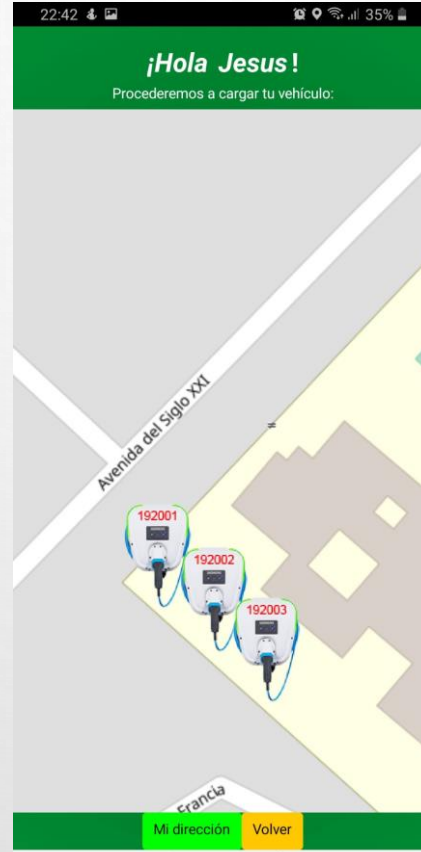 22:42 35%
¡Hola Jesus!
Procederemos a cargar tu vehículo:
Avenida del Siglo XXI
192001
192002
192003
Francia
Mi dirección Volver